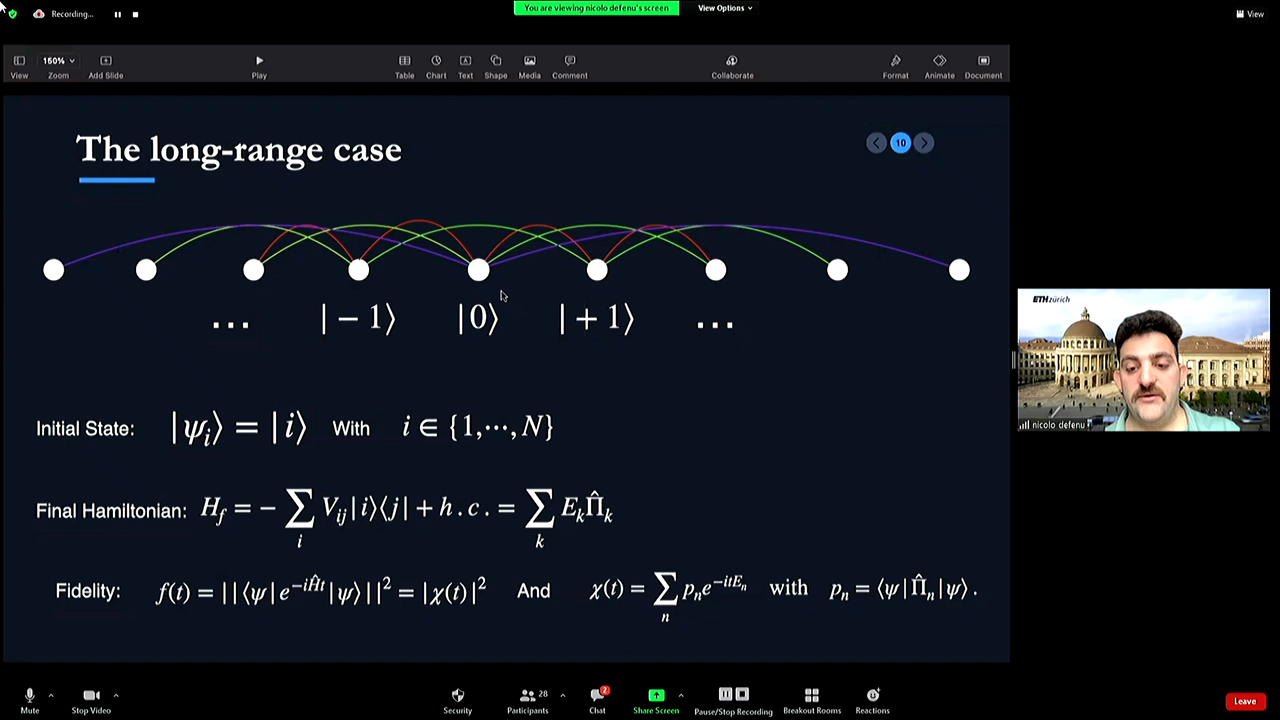 Recording...
You are viewing nicolo defenu's screen
View Options
View
150%
View
Zoom
Add Slide
Play
Table
Chart
Text
Shape
Media
Comment
Collaborate
Format
Animate
Document
The long-range case
10
... |−1⟩ |0⟩ |+1⟩ ...
Initial State: |ψᵢ⟩ = |i⟩ With i ∈ {1,⋯, N}
Final Hamiltonian: H_f = − ∑_i V_ij|i⟩⟨j| + h.c. = ∑_k E_k Π̂_k
Fidelity: f(t) = ||⟨ψ|e^{−iĤt}|ψ⟩||² = |χ(t)|² And χ(t) = ∑_n p_n e^{−itE_n} with p_n = ⟨ψ|Π̂_n|ψ⟩.
ETH zürich
nicolo defenu
Mute
Stop Video
Security
Participants
28
Chat
2
Share Screen
Pause/Stop Recording
Breakout Rooms
Reactions
Leave